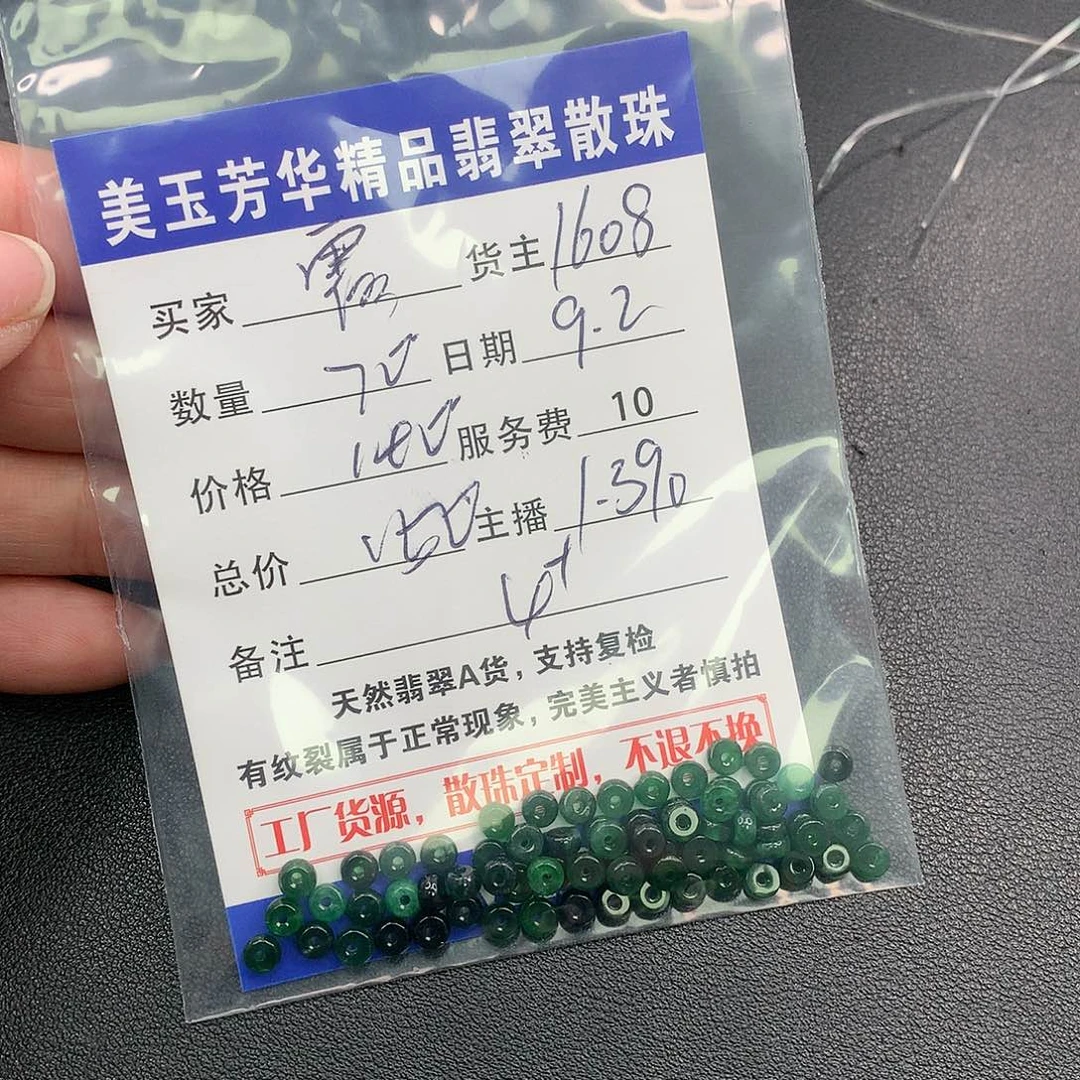 美玉芳华精品翡翠散珠
买家 货主 1608
数量 70 日期 9.2
价格 140 服务费 10
总价 150 主播 1-390
备注
天然翡翠A货，支持复检
有纹裂属于正常现象，完美主义者慎拍
工厂货源，散珠定制，不退不换